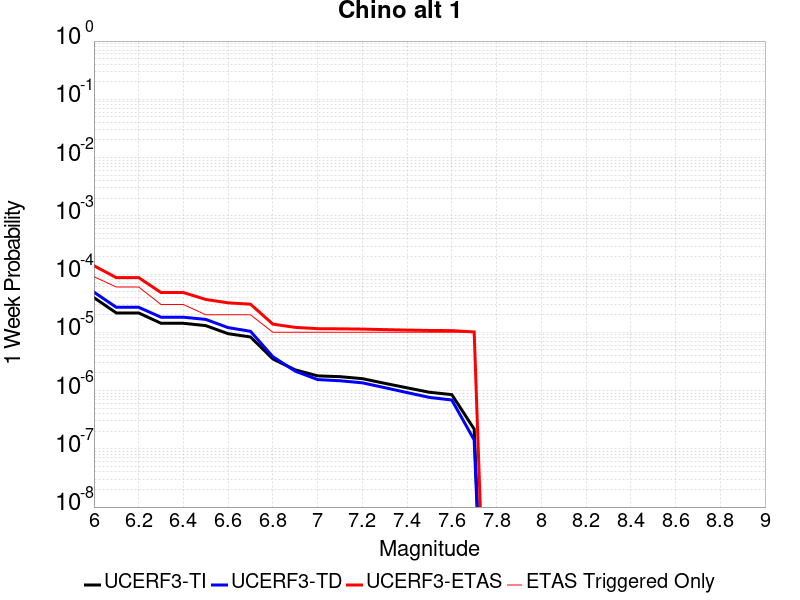 Chino alt 1
10^0
10^-1
10^-2
10^-3
10^-4
10^-5
10^-6
10^-7
10^-8
1 Week Probability
6 6.2 6.4 6.6 6.8 7 7.2 7.4 7.6 7.8 8 8.2 8.4 8.6 8.8 9
Magnitude
UCERF3-TI UCERF3-TD UCERF3-ETAS ETAS Triggered Only